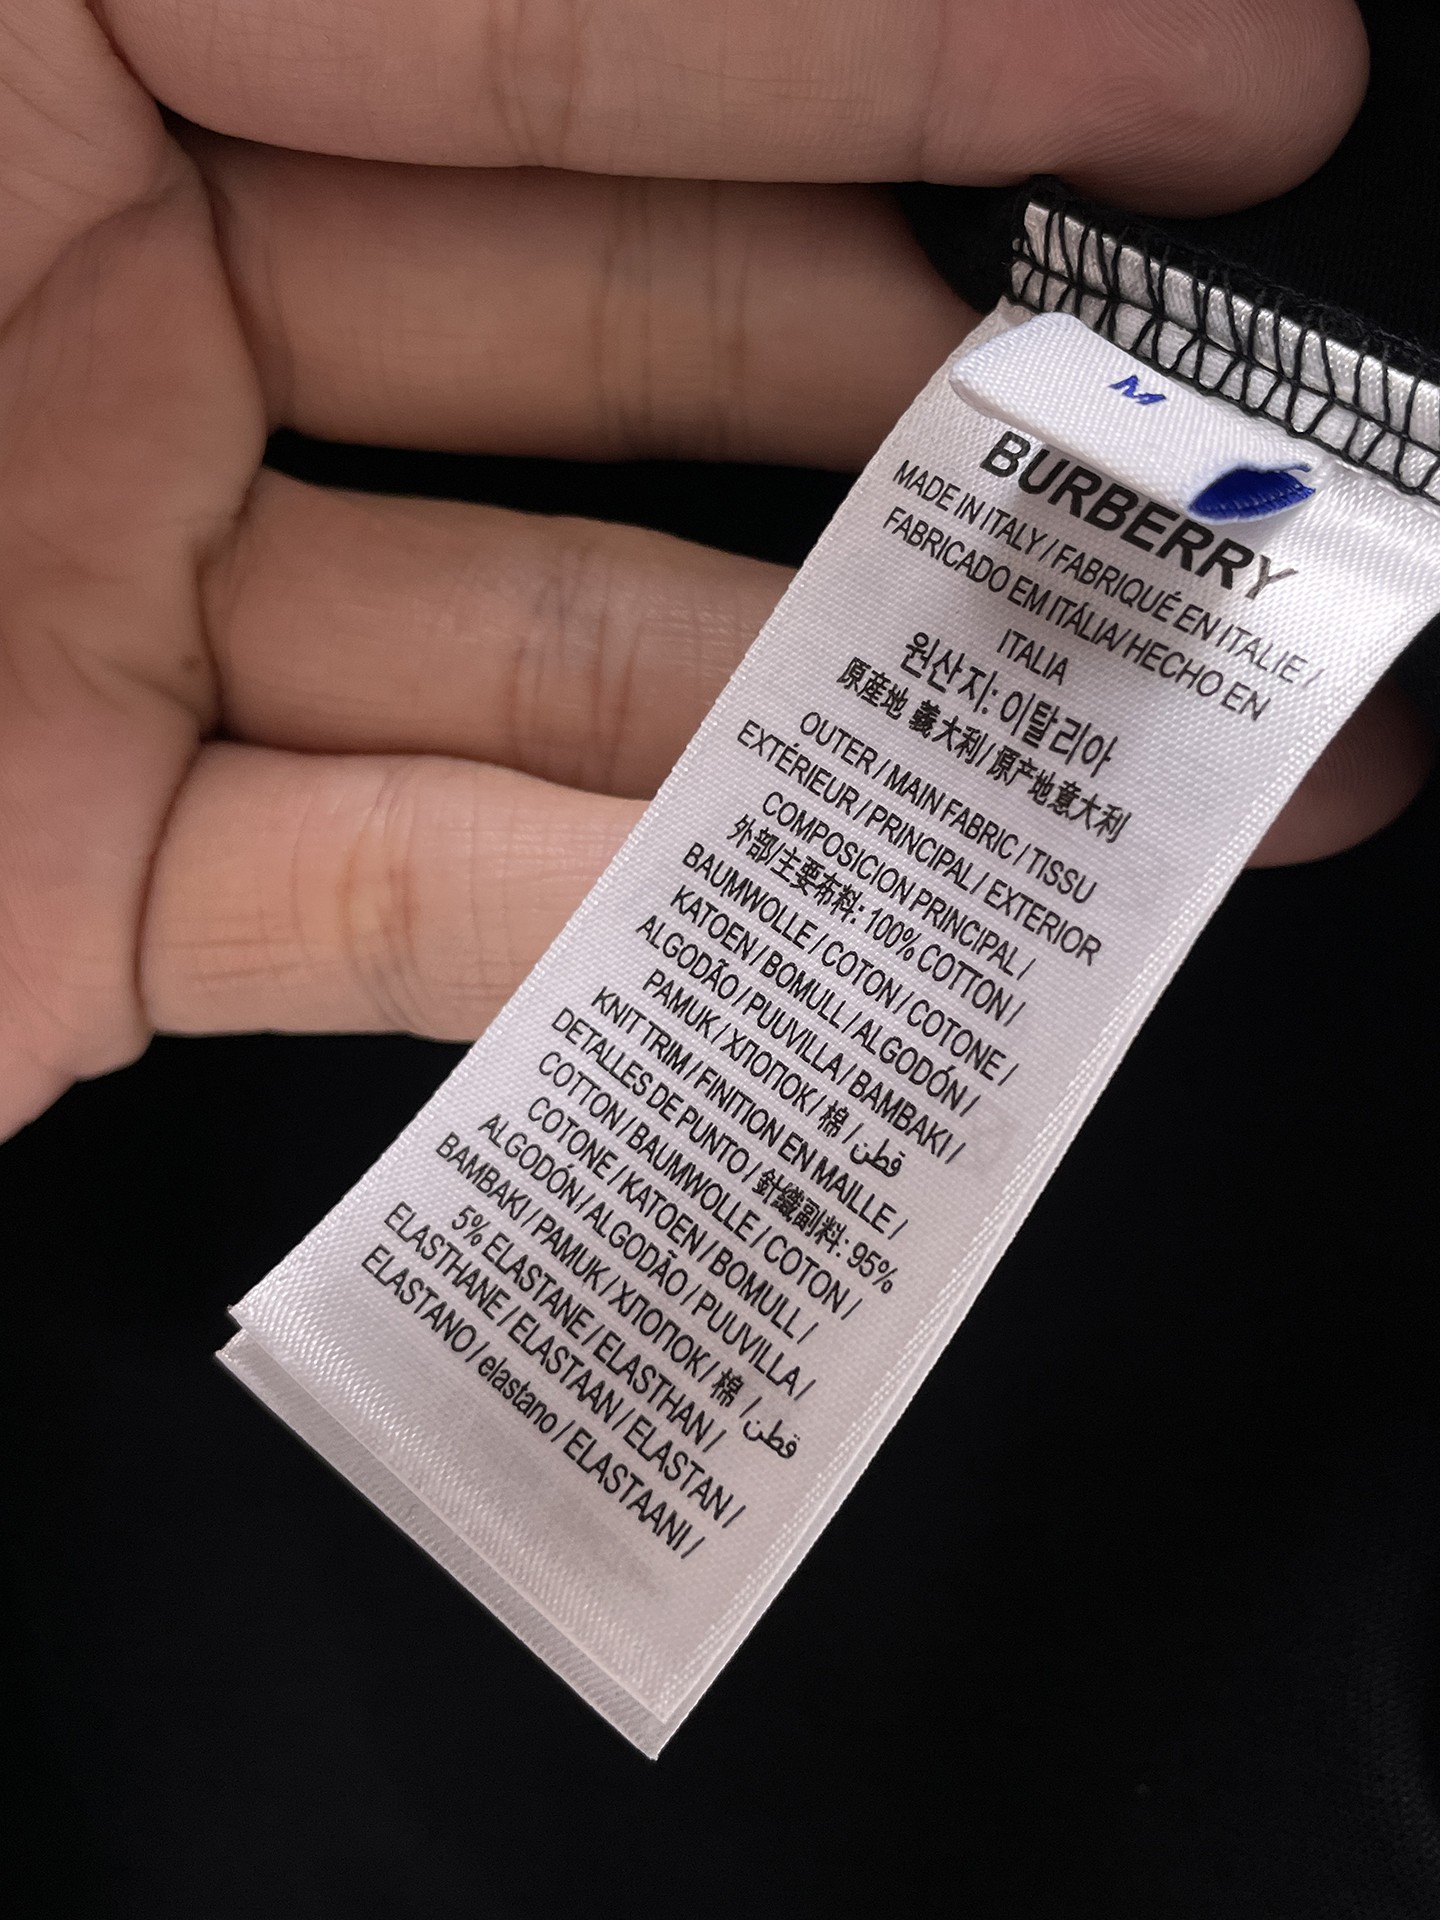 M
BURBERRY
MADE IN ITALY / FABRIQUÉ EN ITALIE /
FABRICADO EM ITÁLIA/ HECHO EN
ITALIA
원산지: 이탈리아
原産地 義大利 / 原产地意大利
OUTER / MAIN FABRIC / TISSU
EXTÉRIEUR / PRINCIPAL / EXTERIOR
COMPOSICION PRINCIPAL /
外部/主要布料: 100% COTTON /
BAUMWOLLE / COTON / COTONE /
KATOEN / BOMULL / ALGODÓN /
ALGODÃO / PUUVILLA / BAMBAKI /
PAMUK / ХЛОПОК / 棉 / قطن
KNIT TRIM / FINITION EN MAILLE /
DETALLES DE PUNTO / 針織副料: 95%
COTTON / BAUMWOLLE / COTON /
COTONE / KATOEN / BOMULL /
ALGODÓN / ALGODÃO / PUUVILLA /
BAMBAKI / PAMUK / ХЛОПОК / 棉 / قطن
5% ELASTANE / ELASTHAN /
ELASTHANE / ELASTAAN / ELASTAN /
ELASTANO / elastano / ELASTAANI /